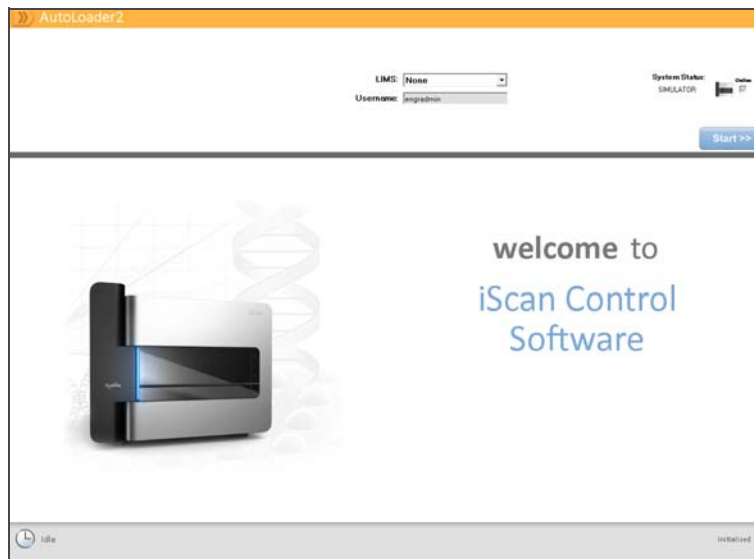 AutoLoader2
LIMS: None
Username: engradmin
System Status:
SIMULATOR
Online
Start >>
welcome to
iScan Control
Software
Idle
Initialized